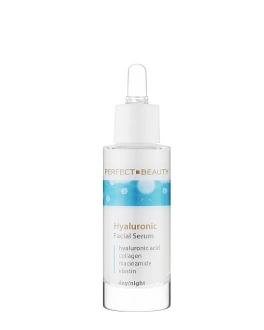 PERFECT BEAUTY
Hyaluronic
Facial Serum
hyaluronic acid
collagen
niacinamide
elastin
day/night